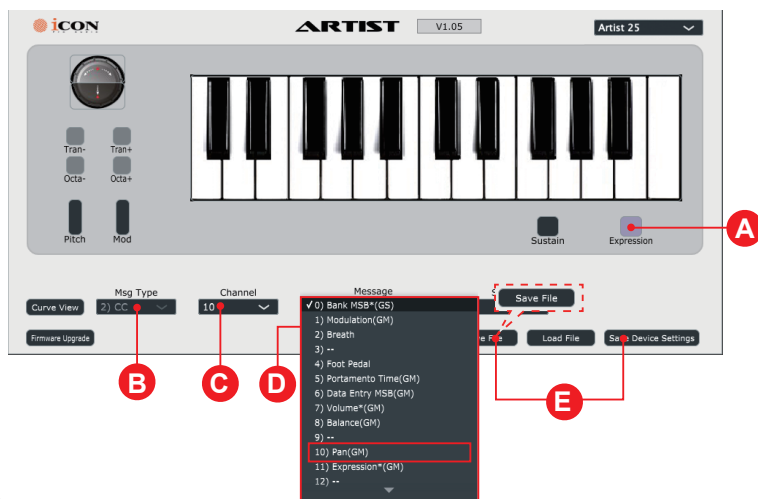 iCON
ARTIST
V1.05
Artist 25
Tran-
Tran+
Octa-
Octa+
Pitch
Mod
Sustain
Expression
A
Msg Type
Channel
Message
Curve View
2) CC
10
✓ 0) Bank MSB*(GS)
Save File
Firmware Upgrade
1) Modulation(GM)
2) Breath
3) --
4) Foot Pedal
5) Portamento Time(GM)
6) Data Entry MSB(GM)
7) Volume*(GM)
8) Balance(GM)
9) --
10) Pan(GM)
11) Expression*(GM)
12) --
Load File
Device Settings
B
C
D
E